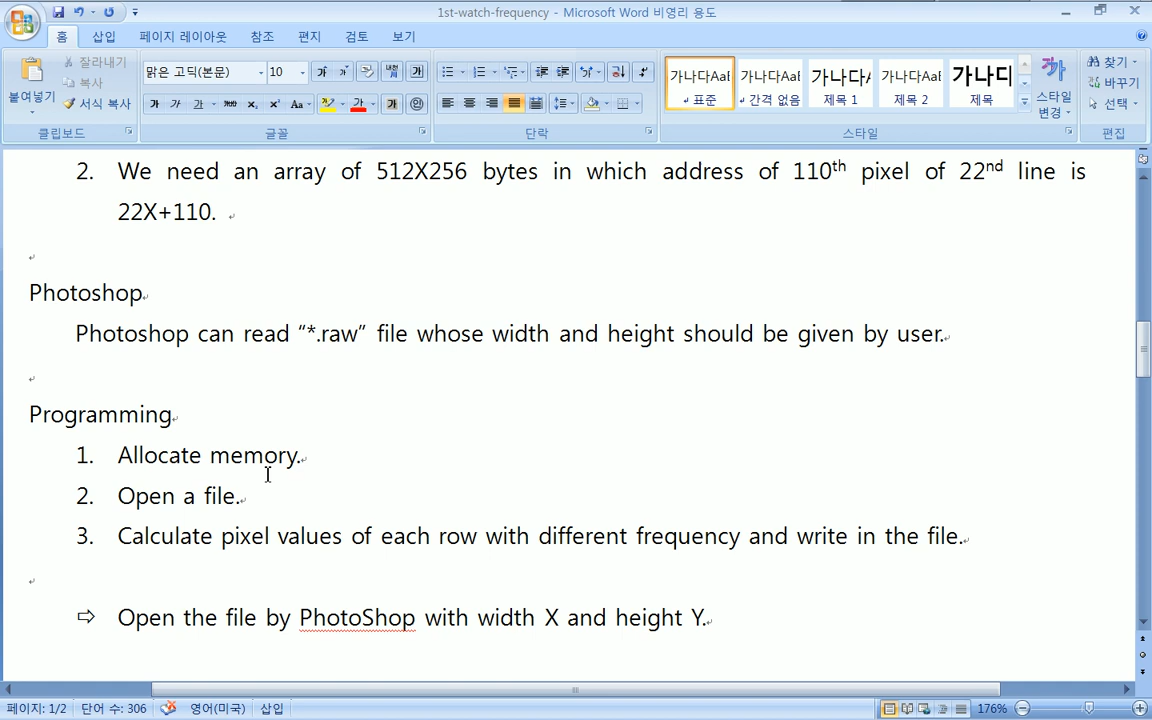 1st-watch-frequency - Microsoft Word 비영리 용도
홈 삽입 페이지 레이아웃 참조 편지 검토 보기
붙여넣기
잘라내기
복사
서식 복사
클립보드
맑은 고딕(본문) 10
글꼴
단락
가나다AaI 표준
가나다AaI 간격 없음
가나다 제목 1
가나다AaI 제목 2
가나디 제목
스타일 변경
스타일
찾기
바꾸기
선택
편집
2. We need an array of 512X256 bytes in which address of 110th pixel of 22nd line is
22X+110.
Photoshop
Photoshop can read “*.raw” file whose width and height should be given by user.
Programming
1. Allocate memory.
2. Open a file.
3. Calculate pixel values of each row with different frequency and write in the file.
⇨ Open the file by PhotoShop with width X and height Y.
페이지: 1/2 단어 수: 306 영어(미국) 삽입 176%